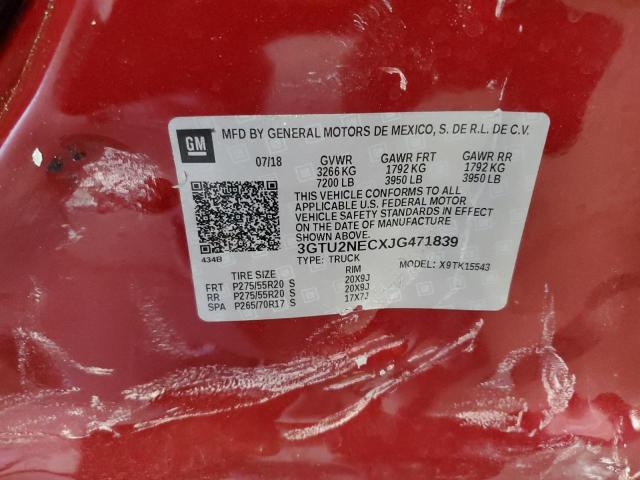 GM
MFD BY GENERAL MOTORS DE MEXICO, S. DE R.L. DE C.V.
07/18 GVWR GAWR FRT GAWR RR
3266 KG 1792 KG 1792 KG
7200 LB 3950 LB 3950 LB
THIS VEHICLE CONFORMS TO ALL
APPLICABLE U.S. FEDERAL MOTOR
VEHICLE SAFETY STANDARDS IN EFFECT
ON THE DATE OF MANUFACTURE
SHOWN ABOVE.
434B 3GTU2NECXJG471839
TYPE: TRUCK MODEL: X9TK15543
TIRE SIZE RIM
FRT P275/55R20 S 20X9J
RR P275/55R20 S 20X9J
SPA P265/70R17 S 17X7J